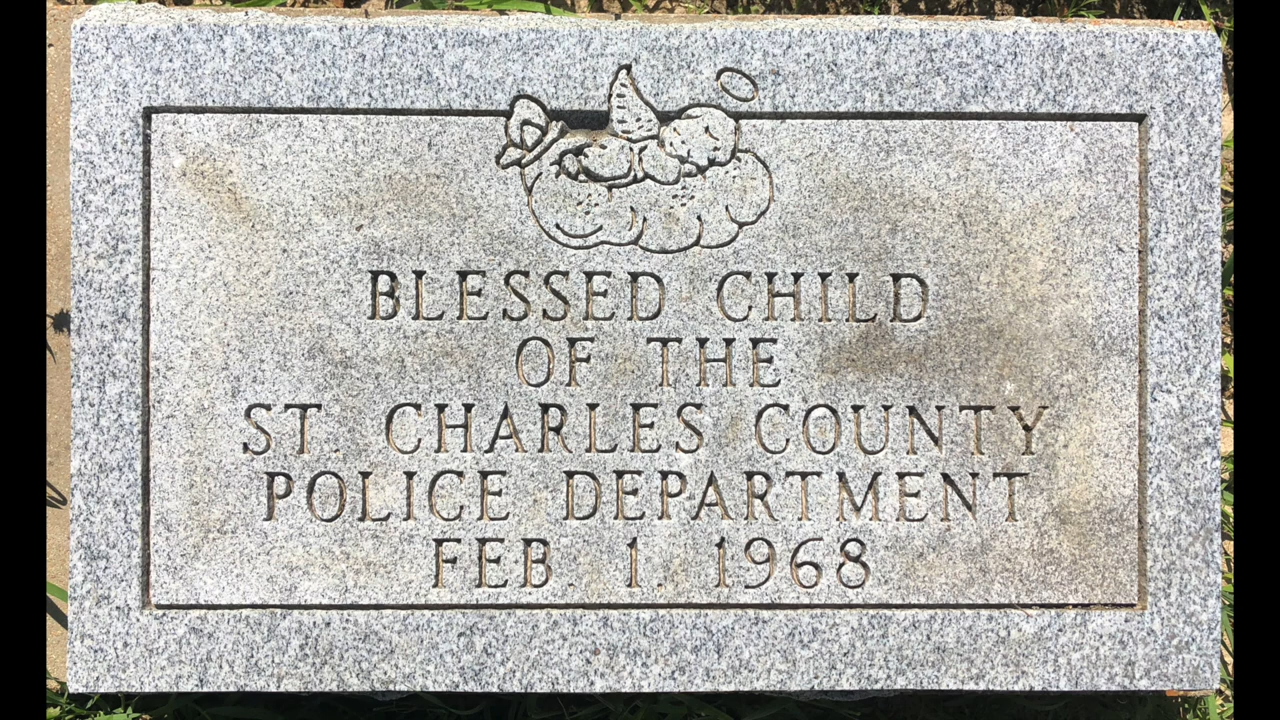 BLESSED CHILD
OF THE
ST. CHARLES COUNTY
POLICE DEPARTMENT
FEB. 1. 1968